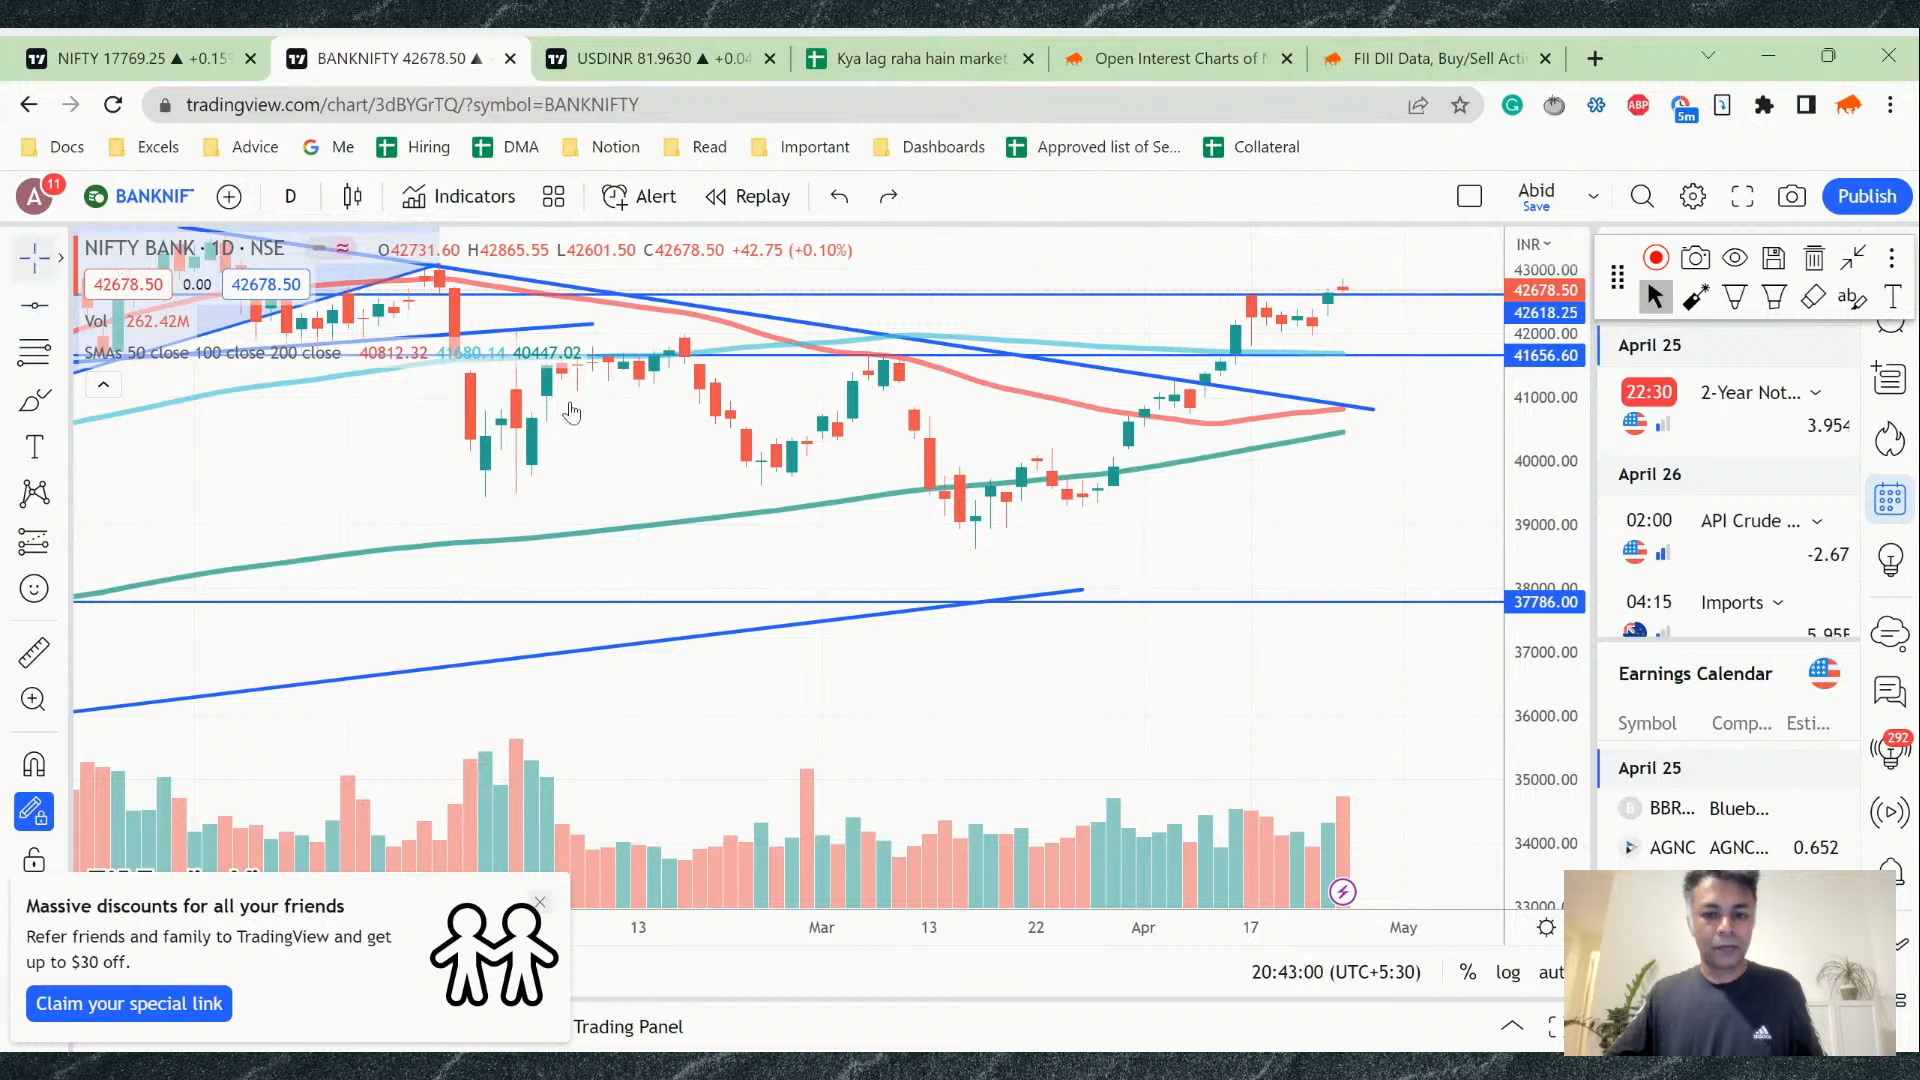 NIFTY 17769.25 ▲ +0.15
BANKNIFTY 42678.50 ▲
USDINR 81.9630 ▲ +0.04
Kya lag raha hain market
Open Interest Charts of N
FII DII Data, Buy/Sell Acti
tradingview.com/chart/3dBYGrTQ/?symbol=BANKNIFTY
ABP
5m
Docs
Excels
Advice
Me
Hiring
DMA
Notion
Read
Important
Dashboards
Approved list of Se...
Collateral
A
11
BANKNIF
D
Indicators
Alert
Replay
Abid
Save
Publish
NIFTY BANK · 1D · NSE
O42731.60 H42865.55 L42601.50 C42678.50 +42.75 (+0.10%)
42678.50
0.00
42678.50
Vol 262.42M
SMAs 50 close 100 close 200 close 40812.32 41680.14 40447.02
INR
43000.00
42678.50
42618.25
42000.00
41656.60
41000.00
40000.00
39000.00
38000.00
37786.00
37000.00
36000.00
35000.00
34000.00
33000.00
13
Mar
13
22
Apr
17
May
20:43:00 (UTC+5:30)
%
log
aut
Trading Panel
Massive discounts for all your friends
Refer friends and family to TradingView and get
up to $30 off.
Claim your special link
April 25
22:30
2-Year Not...
3.954
April 26
02:00
API Crude ...
-2.67
04:15
Imports
Earnings Calendar
Symbol
Comp...
Esti...
April 25
B
BBR...
Blueb...
AGNC
AGNC...
0.652
292
adidas